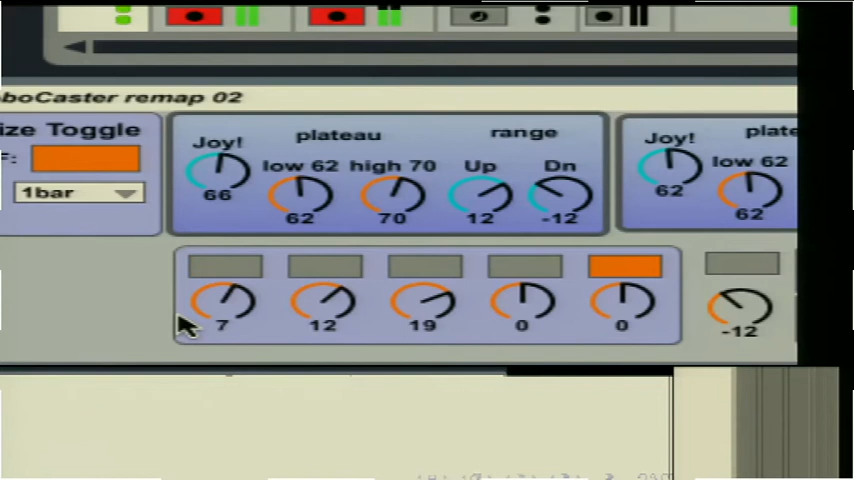 boCaster remap 02
ize Toggle
F:
1bar
Joy! plateau range
low 62 high 70 Up Dn
66 62 70 12 -12
Joy! plate
low 62
62 62
7 12 19 0 0 -12